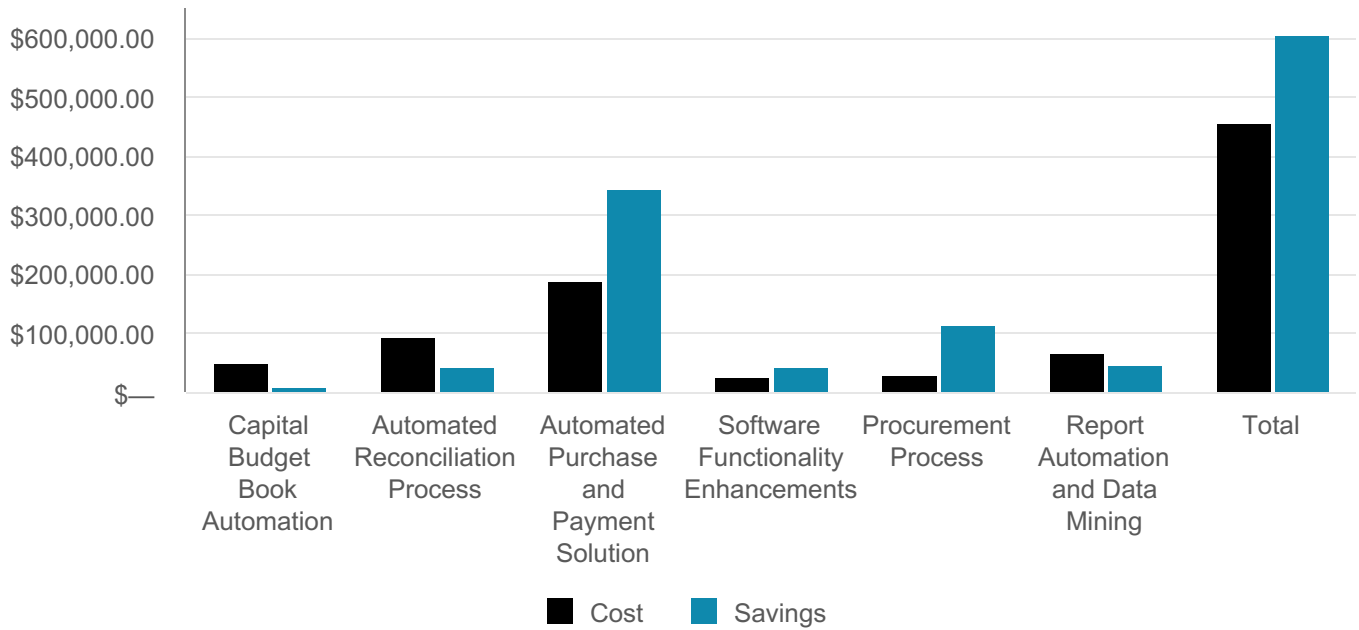 $600,000.00
$500,000.00
$400,000.00
$300,000.00
$200,000.00
$100,000.00
$—
Capital
Budget
Book
Automation
Automated
Reconciliation
Process
Automated
Purchase
and
Payment
Solution
Software
Functionality
Enhancements
Procurement
Process
Report
Automation
and Data
Mining
Total
Cost
Savings